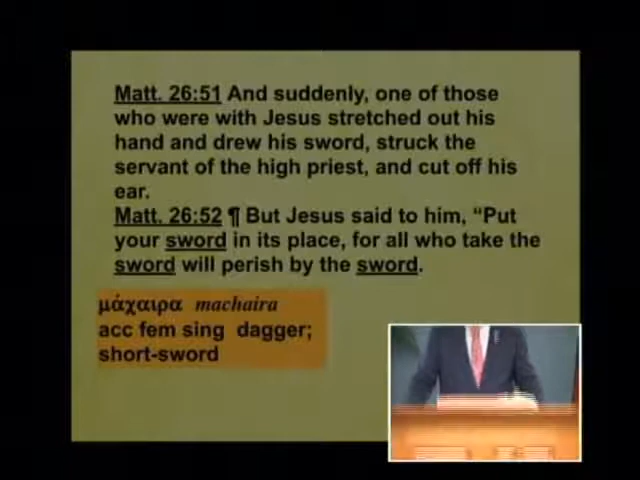 Matt. 26:51 And suddenly, one of those
who were with Jesus stretched out his
hand and drew his sword, struck the
servant of the high priest, and cut off his
ear.
Matt. 26:52 ¶ But Jesus said to him, “Put
your sword in its place, for all who take the
sword will perish by the sword.
μάχαιρα machaira
acc fem sing dagger;
short-sword